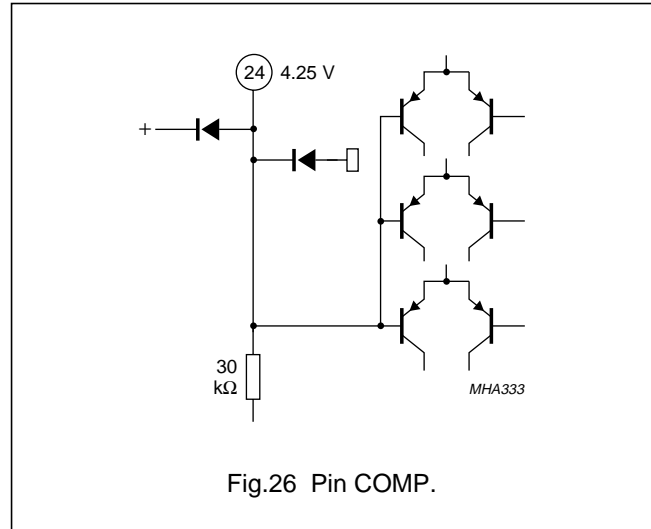 24 4.25 V
+
30
kΩ
MHA333
Fig.26 Pin COMP.